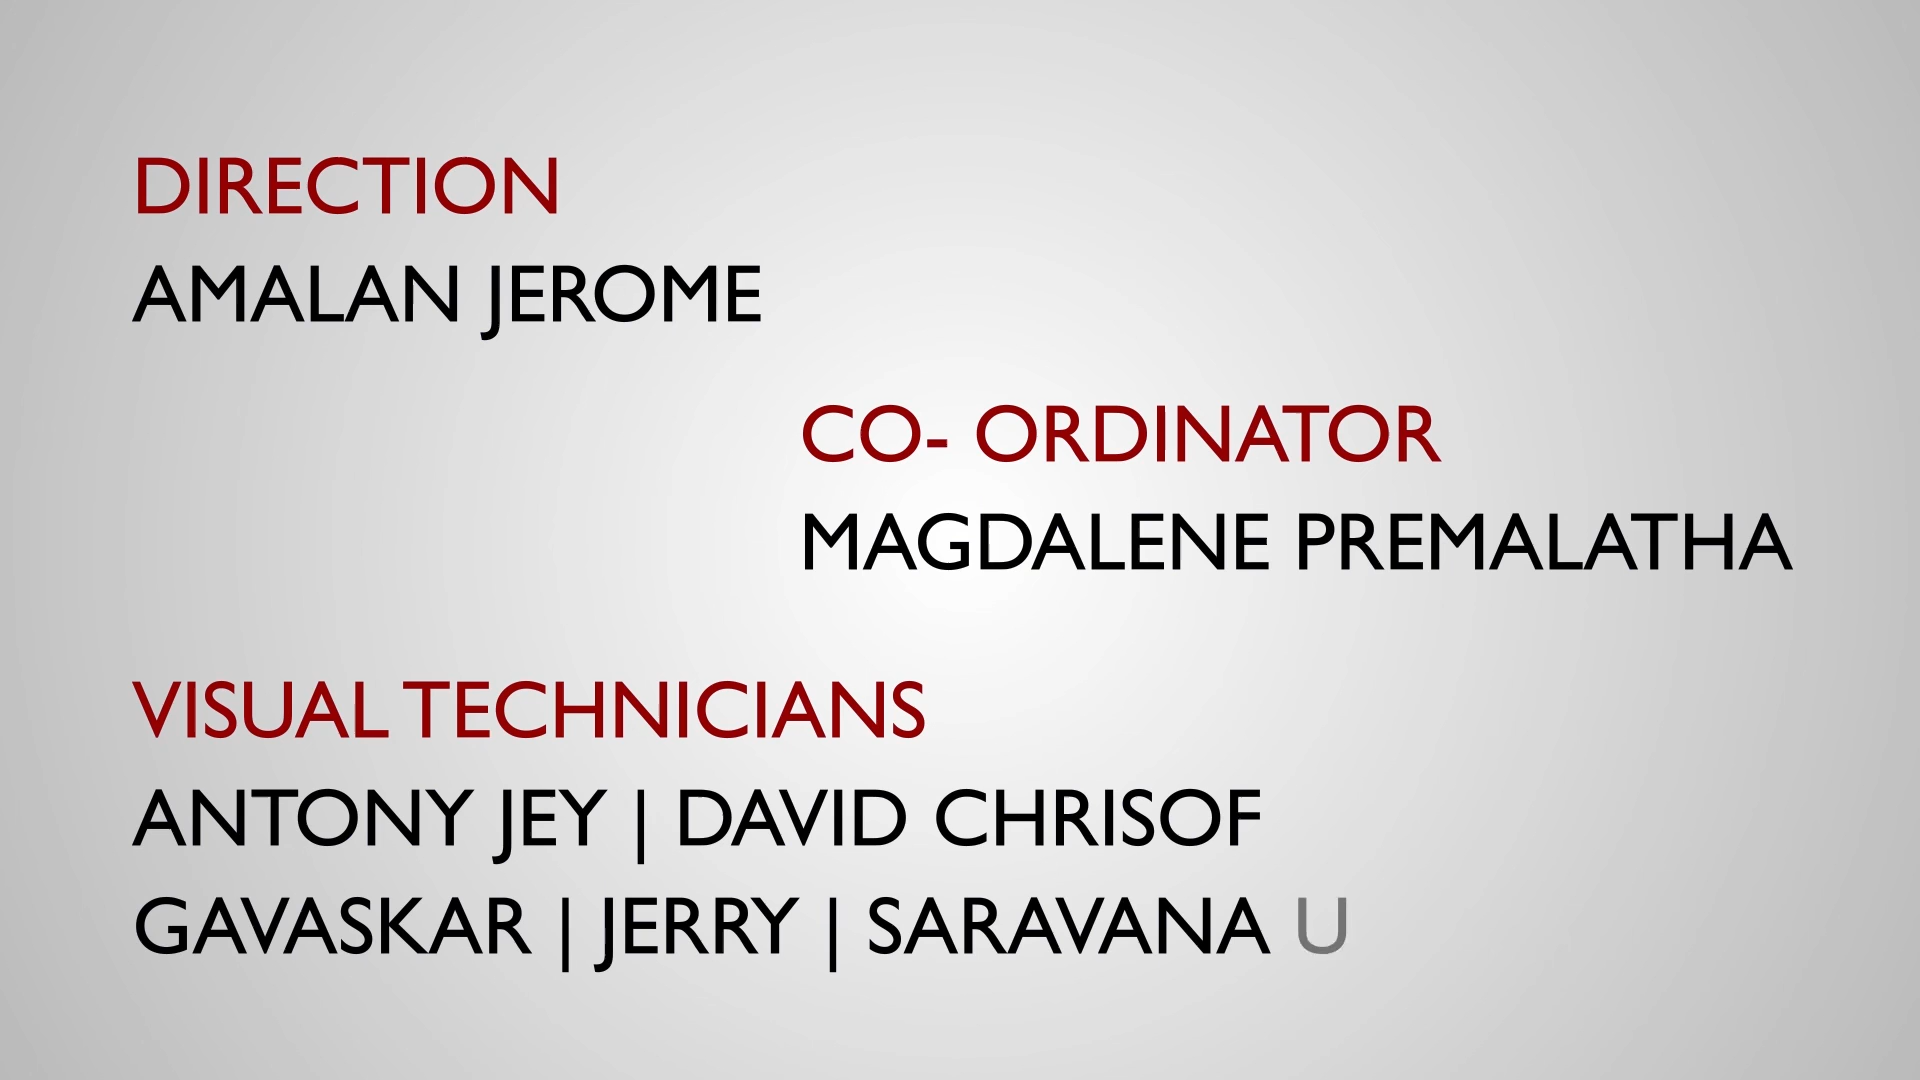 DIRECTION
AMALAN JEROME
CO- ORDINATOR
MAGDALENE PREMALATHA
VISUAL TECHNICIANS
ANTONY JEY | DAVID CHRISOF
GAVASKAR | JERRY | SARAVANA U